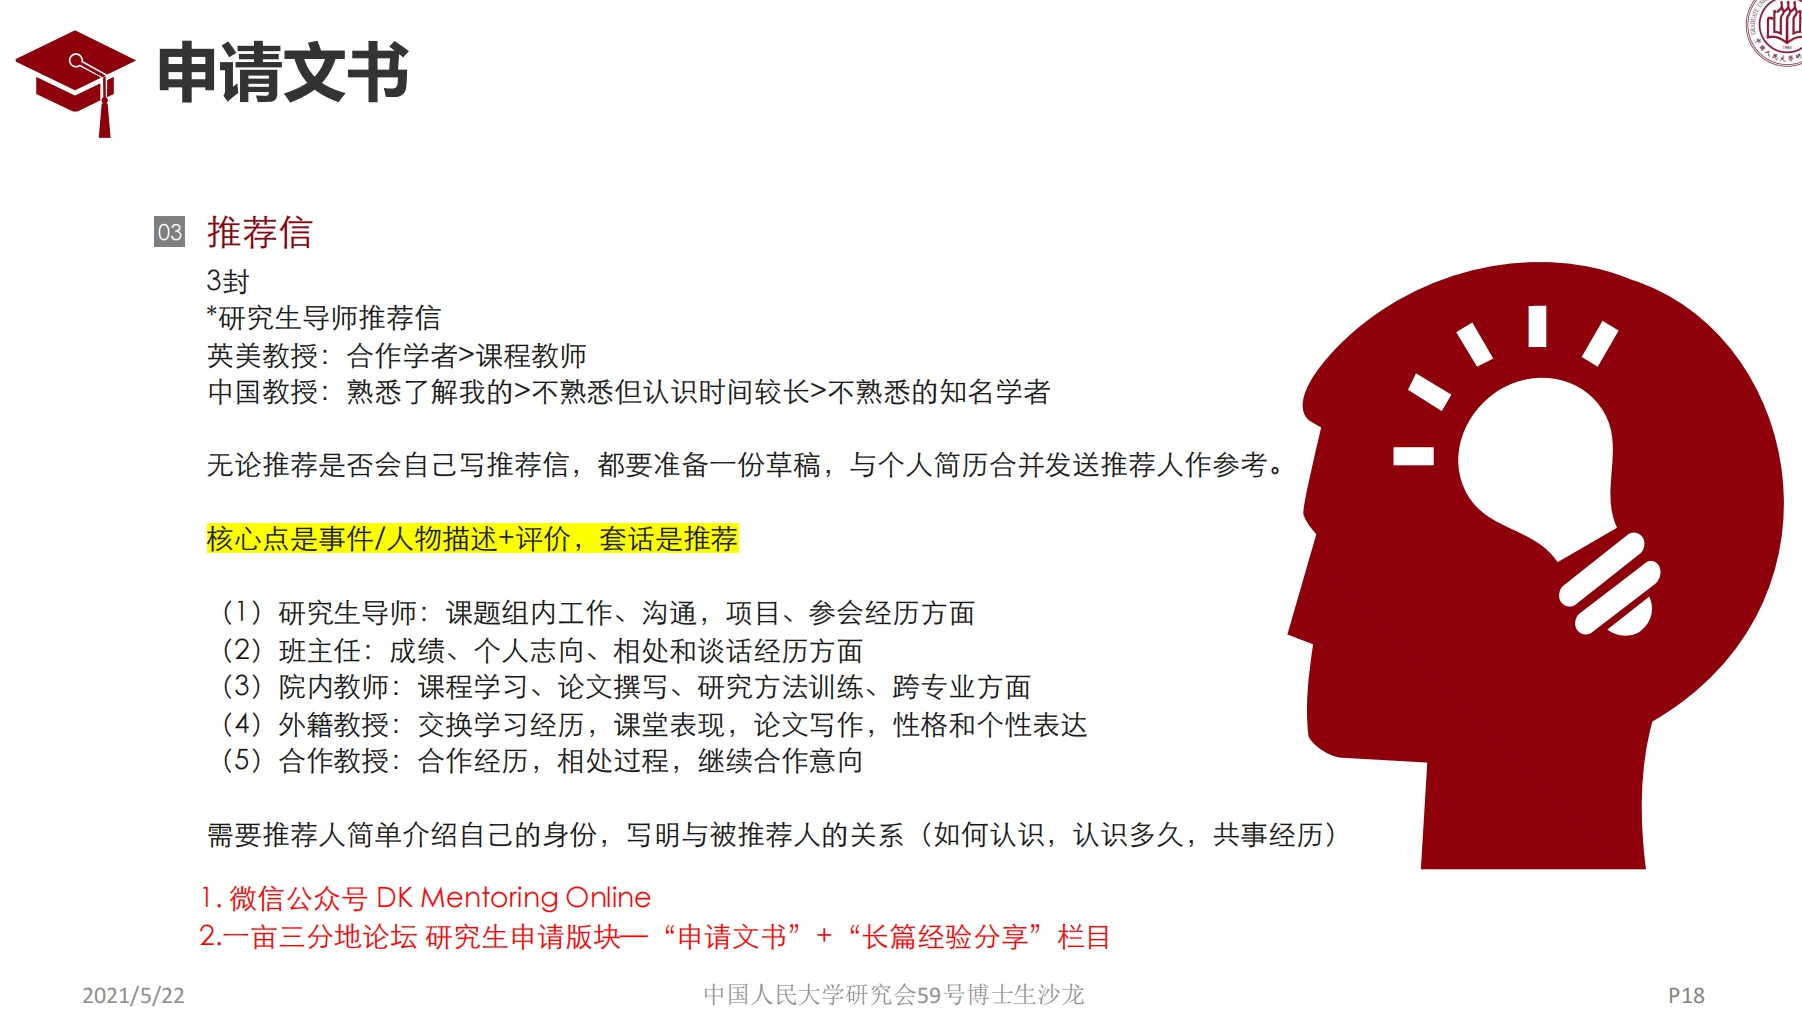 申请文书
03 推荐信
3封
*研究生导师推荐信
英美教授：合作学者>课程教师
中国教授：熟悉了解我的>不熟悉但认识时间较长>不熟悉的知名学者
无论推荐是否会自己写推荐信，都要准备一份草稿，与个人简历合并发送推荐人作参考。
核心点是事件/人物描述+评价，套话是推荐
（1）研究生导师：课题组内工作、沟通，项目、参会经历方面
（2）班主任：成绩、个人志向、相处和谈话经历方面
（3）院内教师：课程学习、论文撰写、研究方法训练、跨专业方面
（4）外籍教授：交换学习经历，课堂表现，论文写作，性格和个性表达
（5）合作教授：合作经历，相处过程，继续合作意向
需要推荐人简单介绍自己的身份，写明与被推荐人的关系（如何认识，认识多久，共事经历）
1. 微信公众号 DK Mentoring Online
2.一亩三分地论坛 研究生申请版块—“申请文书”+“长篇经验分享”栏目
2021/5/22
中国人民大学研究会59号博士生沙龙
P18